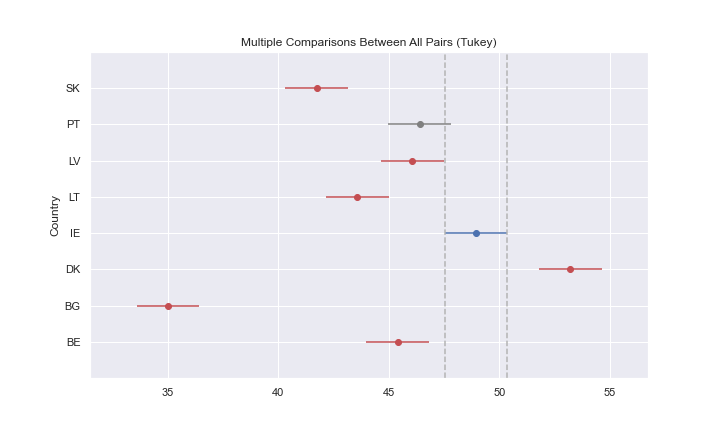 Multiple Comparisons Between All Pairs (Tukey)
Country
SK
PT
LV
LT
IE
DK
BG
BE
35 40 45 50 55